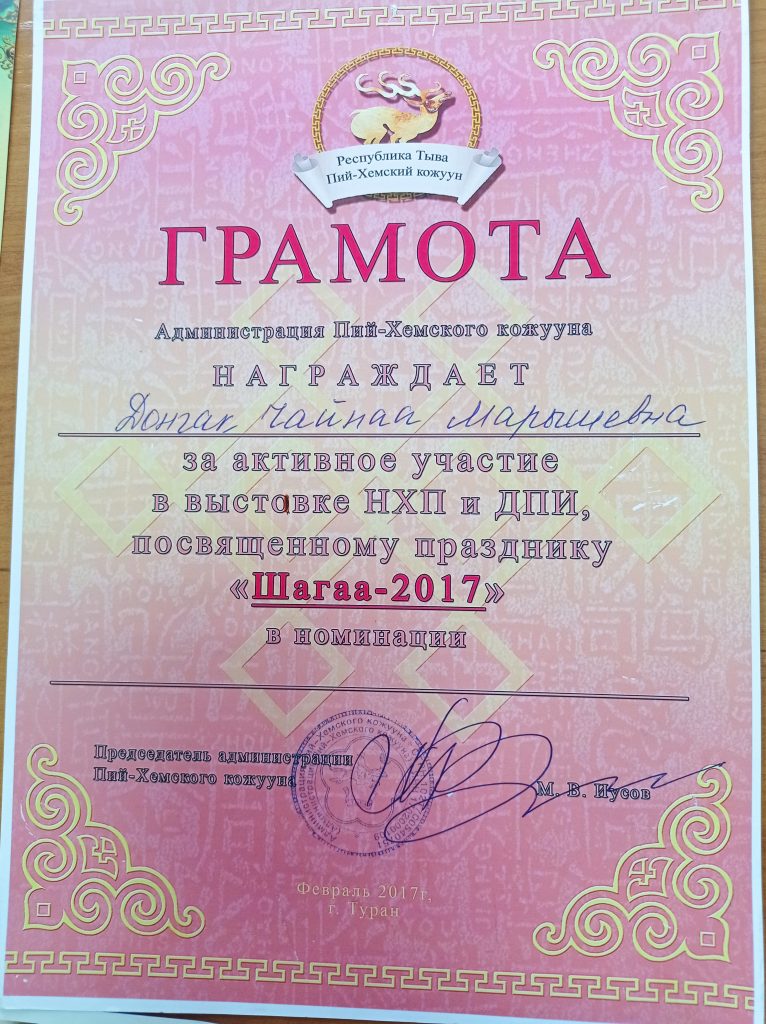 Республика Тыва
Пий-Хемский кожуун
ГРАМОТА
Администрация Пий-Хемского кожууна
НАГРАЖДАЕТ
Донгак Чайнаа Марышевна
за активное участие
в выстовке НХП и ДПИ,
посвященному празднику
«Шагаа-2017»
в номинации
Председатель администрации
Пий-Хемского кожууна
М. В. Иусов
Февраль 2017г,
г. Туран